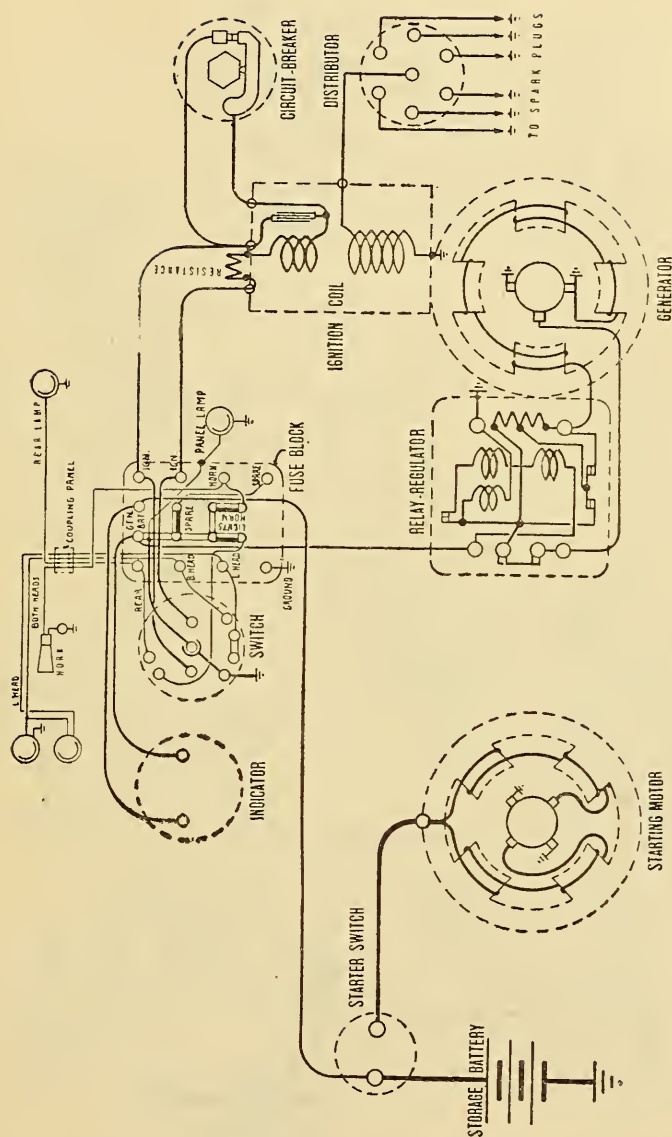 CIRCUIT-BREAKER
DISTRIBUTOR
TO SPARK PLUGS
RESISTANCE
IGNITION COIL
GENERATOR
REAR LAMP
COUPLING PANEL
BOTH HEADS
L HEAD
HORN
PANEL LAMP
FUSE BLOCK
IGN.
IGN.
HORN
SPARE
GEN.
BAT.
SPARE
LIGHTS
HORN
REAR
B.HEAD
HEAD
GROUND
SWITCH
INDICATOR
RELAY-REGULATOR
STARTING MOTOR
STARTER SWITCH
STORAGE BATTERY